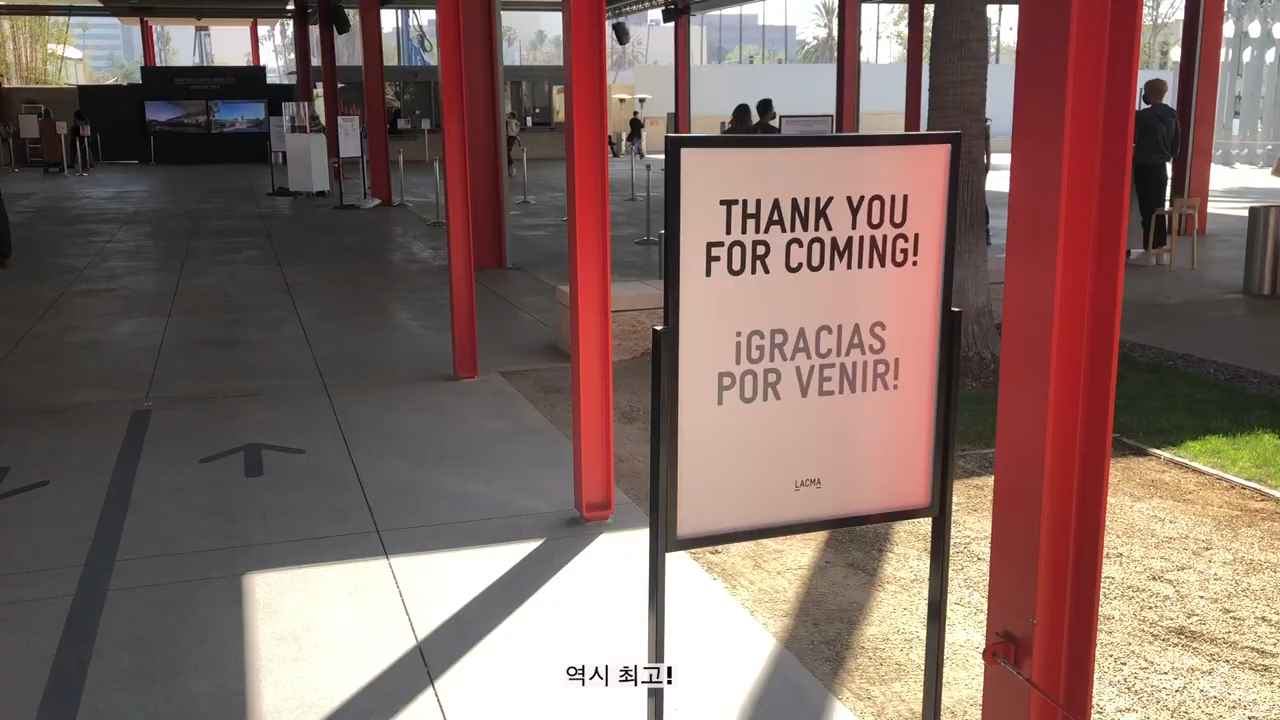 THANK YOU
FOR COMING!
¡GRACIAS
POR VENIR!
LACMA
역시 최고!